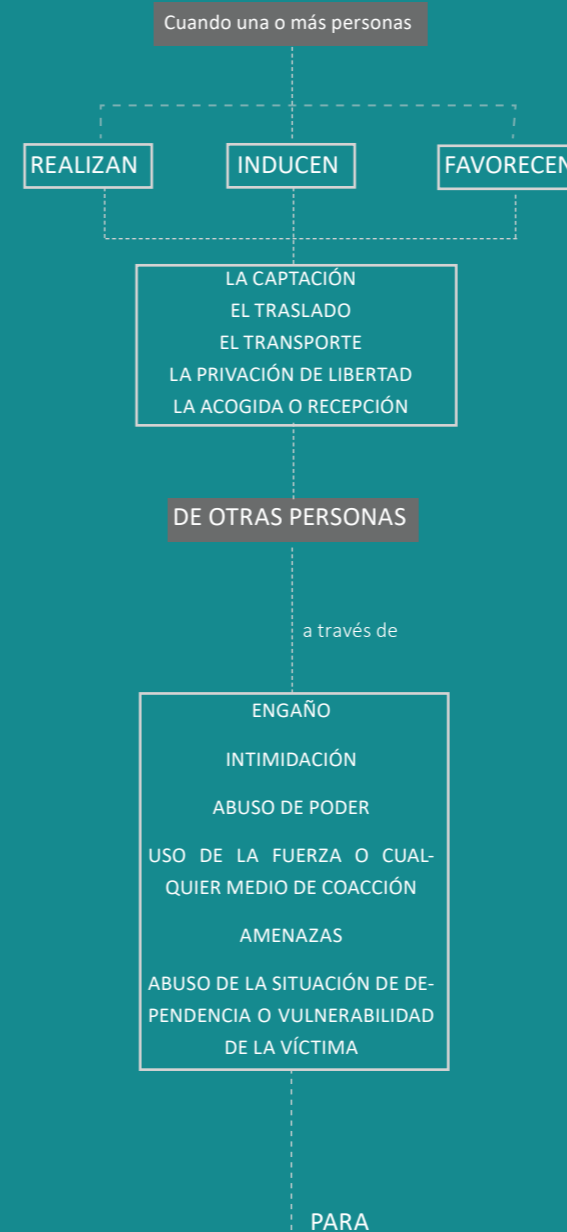 Cuando una o más personas
REALIZAN
INDUCEN
FAVORECEN
LA CAPTACIÓN
EL TRASLADO
EL TRANSPORTE
LA PRIVACIÓN DE LIBERTAD
LA ACOGIDA O RECEPCIÓN
DE OTRAS PERSONAS
a través de
ENGAÑO
INTIMIDACIÓN
ABUSO DE PODER
USO DE LA FUERZA O CUAL-
QUIER MEDIO DE COACCIÓN
AMENAZAS
ABUSO DE LA SITUACIÓN DE DE-
PENDENCIA O VULNERABILIDAD
DE LA VÍCTIMA
PARA